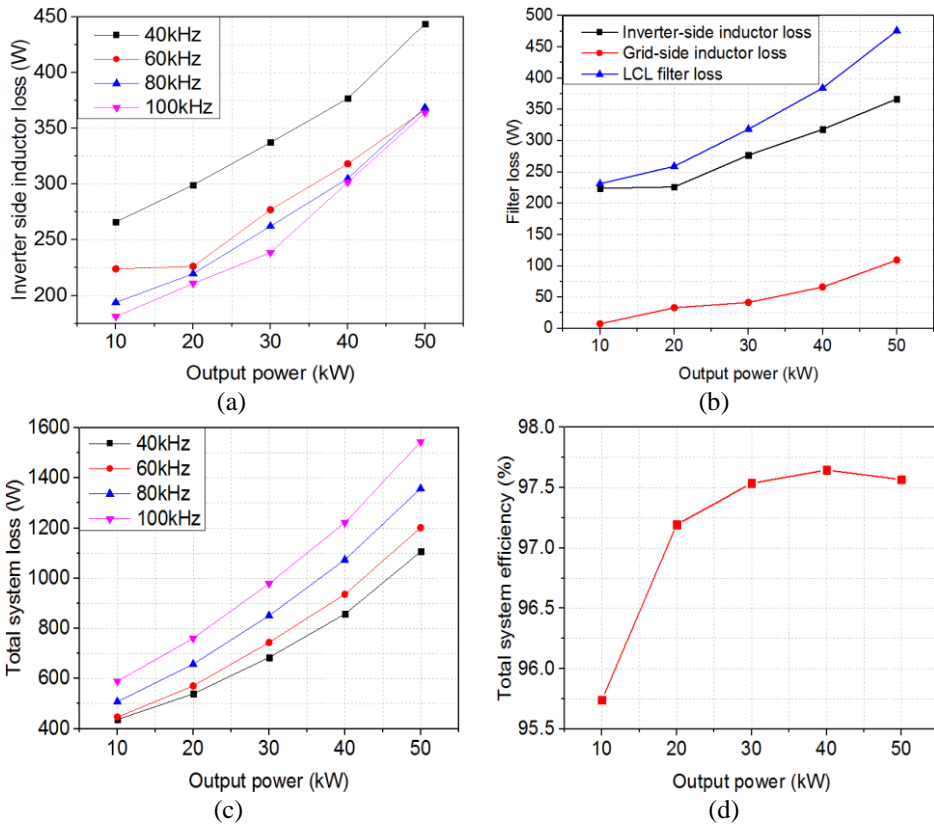 450
400
350
300
250
200
Inverter side inductor loss (W)
40kHz
60kHz
80kHz
100kHz
10 20 30 40 50
Output power (kW)
(a)
500
450
400
350
300
250
200
150
100
50
0
Filter loss (W)
Inverter-side inductor loss
Grid-side inductor loss
LCL filter loss
10 20 30 40 50
Output power (kW)
(b)
1600
1400
1200
1000
800
600
400
Total system loss (W)
40kHz
60kHz
80kHz
100kHz
10 20 30 40 50
Output power (kW)
(c)
98.0
97.5
97.0
96.5
96.0
95.5
Total system efficiency (%)
10 20 30 40 50
Output power (kW)
(d)